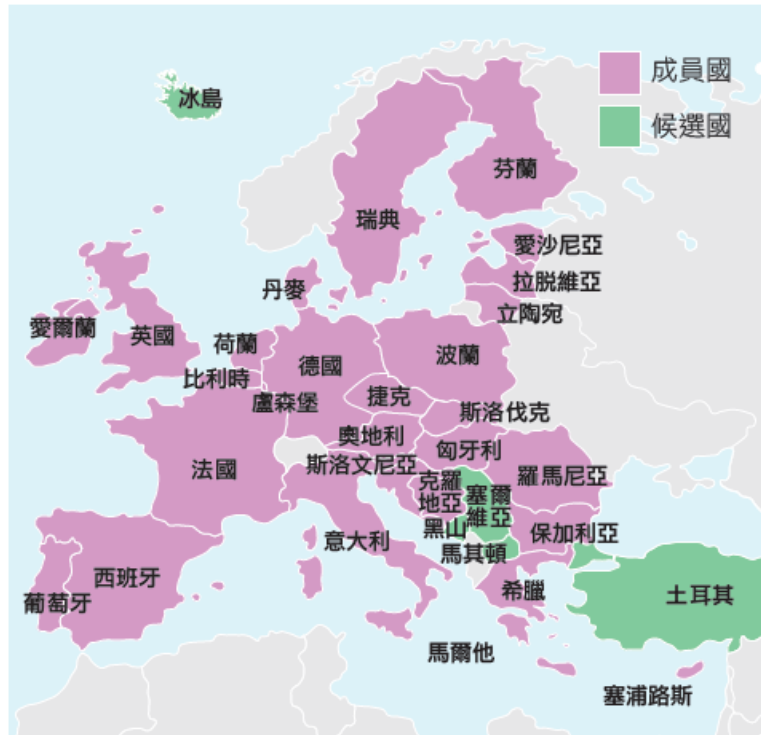 成員國
候選國
冰島
芬蘭
瑞典
愛沙尼亞
拉脫維亞
立陶宛
丹麥
愛爾蘭
英國
荷蘭
比利時
盧森堡
德國
波蘭
捷克
斯洛伐克
奧地利
匈牙利
斯洛文尼亞
法國
克羅
地亞
塞爾
維亞
羅馬尼亞
黑山
馬其頓
保加利亞
意大利
西班牙
葡萄牙
希臘
土耳其
馬爾他
塞浦路斯